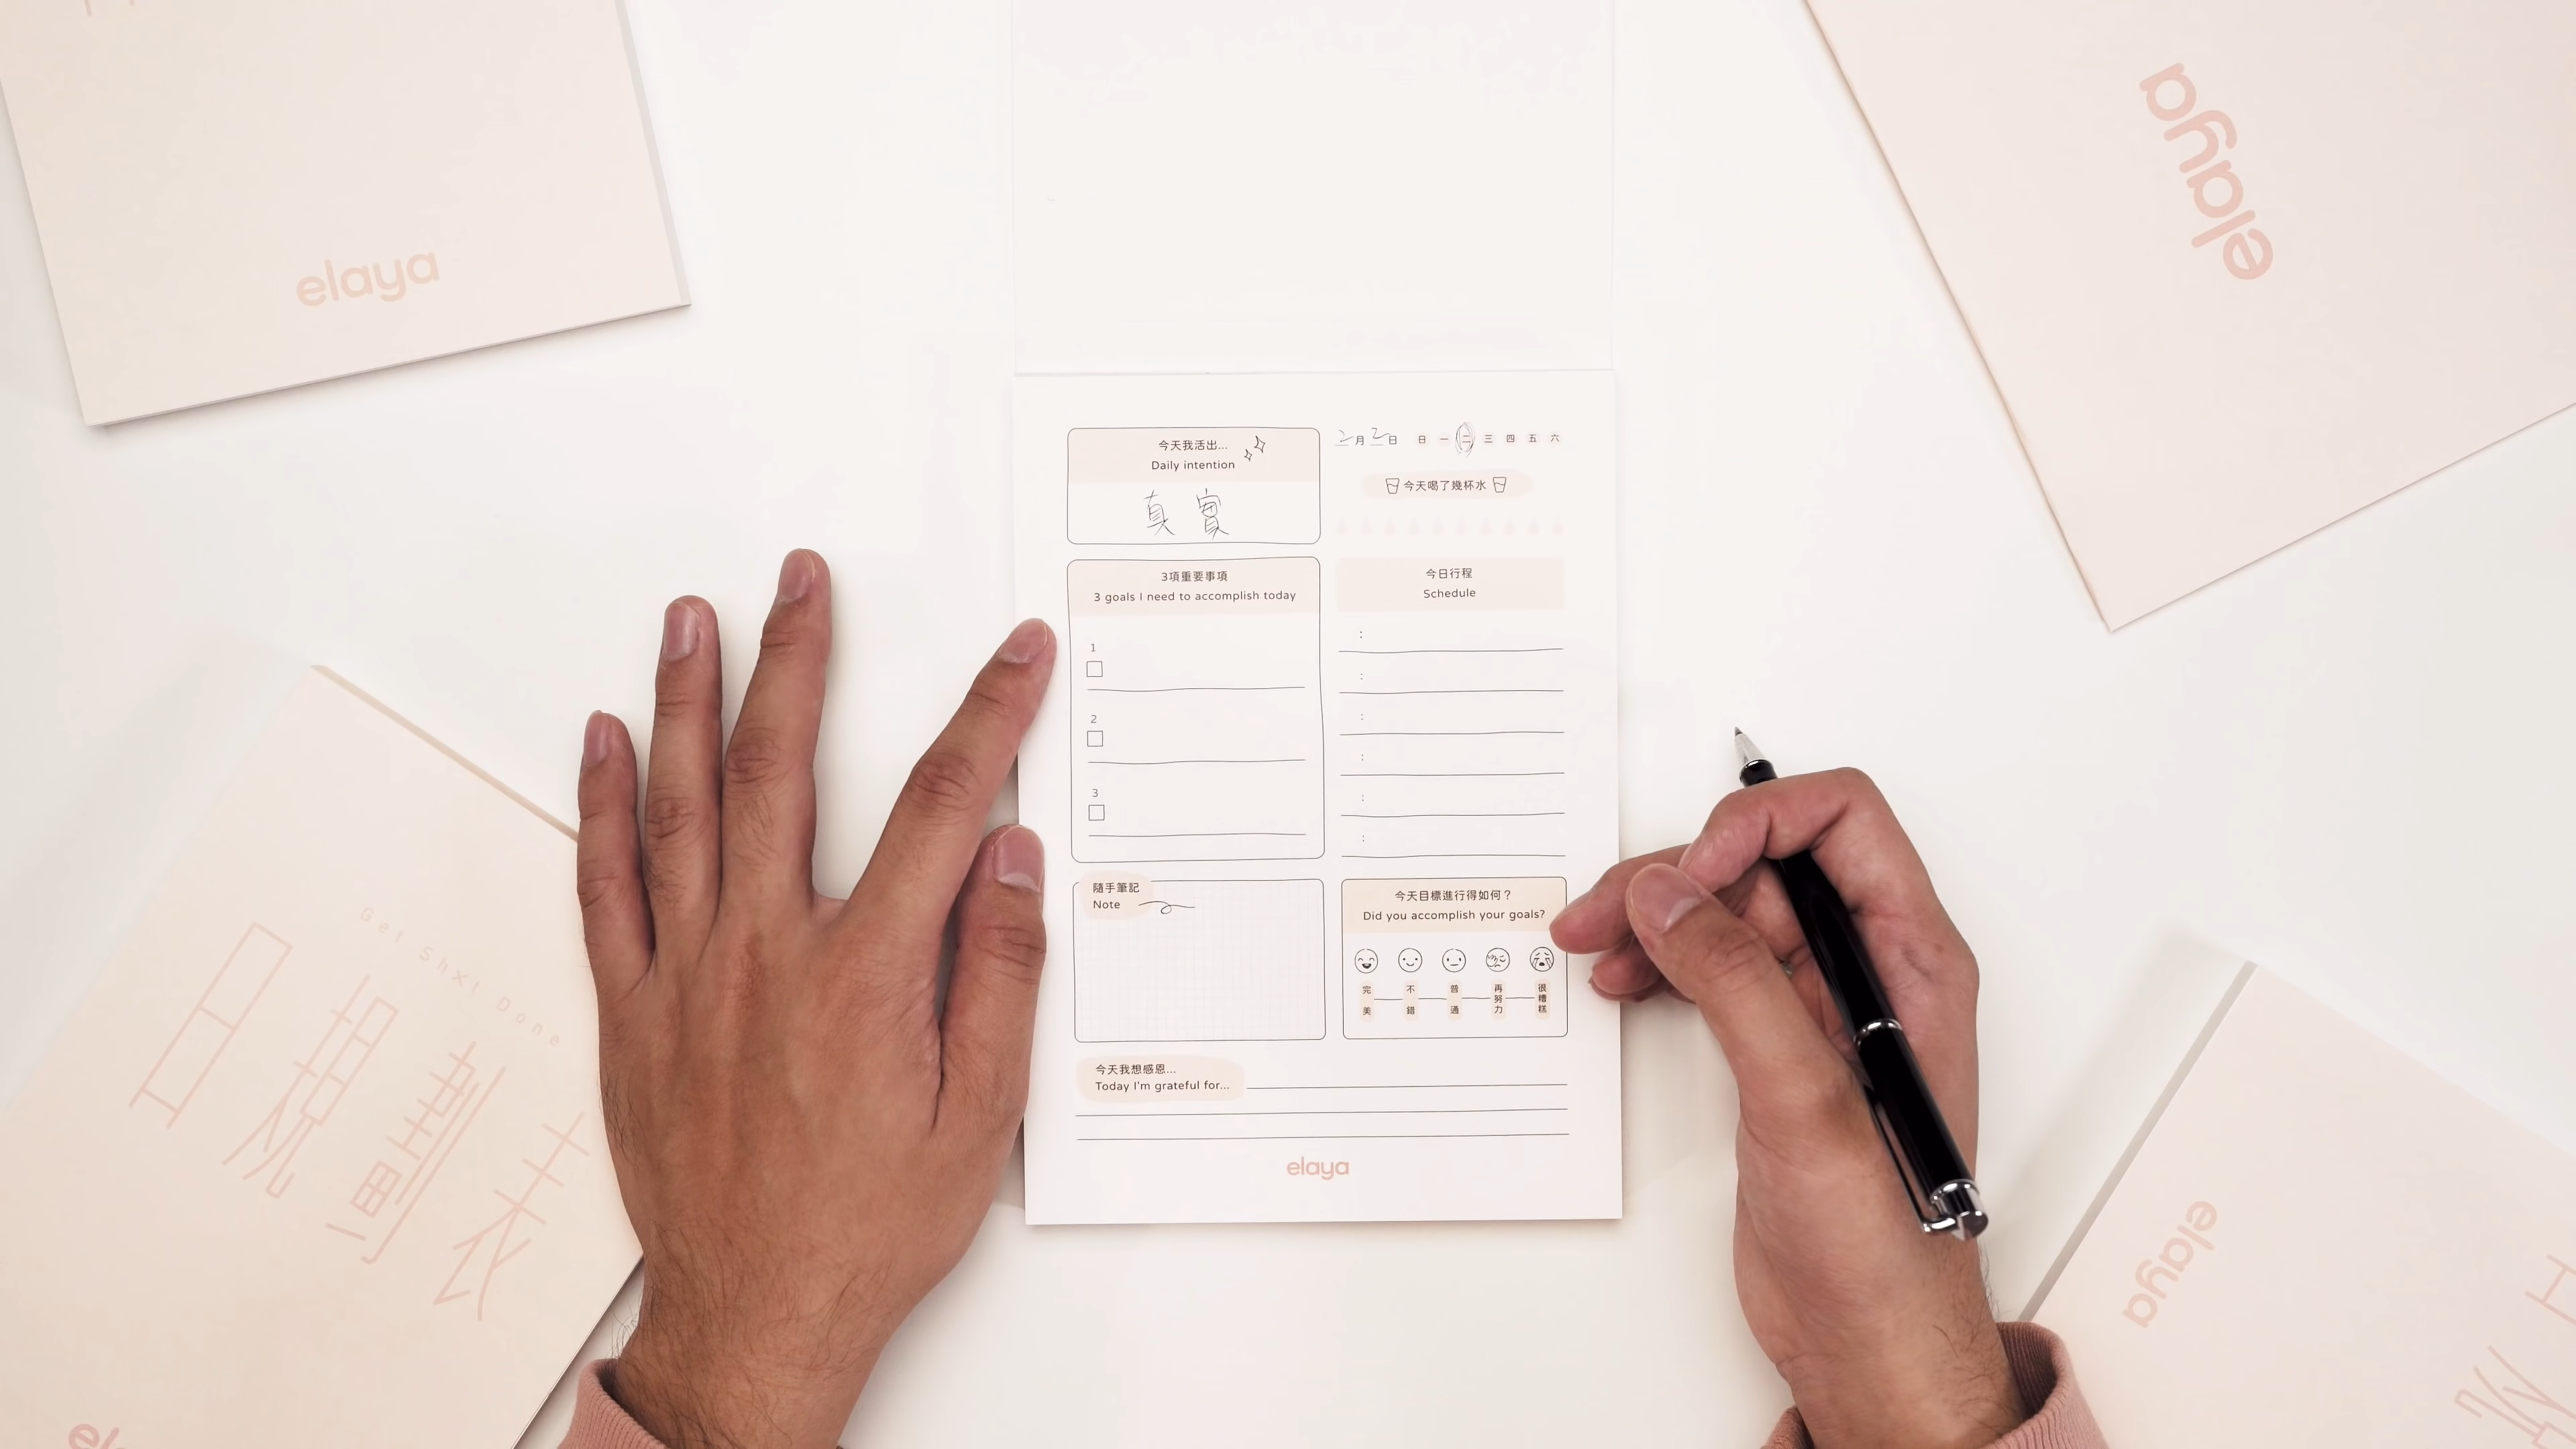 elaya
elaya
今天我活出...
Daily intention
真實
二月二日 日 一 二 三 四 五 六
今天喝了幾杯水
3項重要事項
3 goals I need to accomplish today
1
2
3
今日行程
Schedule
:
:
:
:
:
:
隨手筆記
Note
今天目標進行得如何？
Did you accomplish your goals?
完美 不錯 普通 再努力 很糟糕
今天我想感恩...
Today I'm grateful for...
elaya
Get Shxt Done
日規劃表
elaya